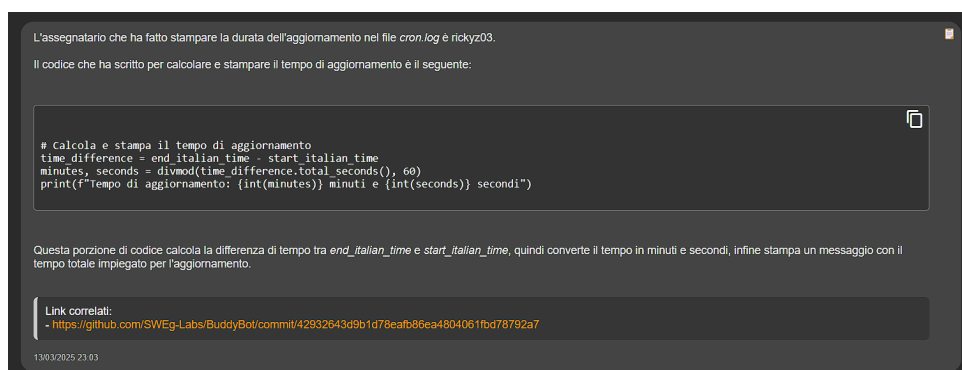 L'assegnatario che ha fatto stampare la durata dell'aggiornamento nel file cron.log è rickyz03.
Il codice che ha scritto per calcolare e stampare il tempo di aggiornamento è il seguente:
# Calcola e stampa il tempo di aggiornamento
time_difference = end_italian_time - start_italian_time
minutes, seconds = divmod(time_difference.total_seconds(), 60)
print(f"Tempo di aggiornamento: {int(minutes)} minuti e {int(seconds)} secondi")
Questa porzione di codice calcola la differenza di tempo tra end_italian_time e start_italian_time, quindi converte il tempo in minuti e secondi, infine stampa un messaggio con il
tempo totale impiegato per l'aggiornamento.
Link correlati:
- https://github.com/SWEg-Labs/BuddyBot/commit/42932643d9b1d78eafb86ea4804061fbd78792a7
13/03/2025 23:03